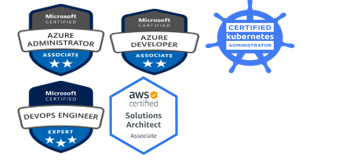 Microsoft
CERTIFIED
AZURE
ADMINISTRATOR
ASSOCIATE
Microsoft
CERTIFIED
AZURE
DEVELOPER
ASSOCIATE
CERTIFIED
kubernetes
ADMINISTRATOR
Microsoft
CERTIFIED
DEVOPS ENGINEER
EXPERT
aws
certified
Solutions
Architect
Associate